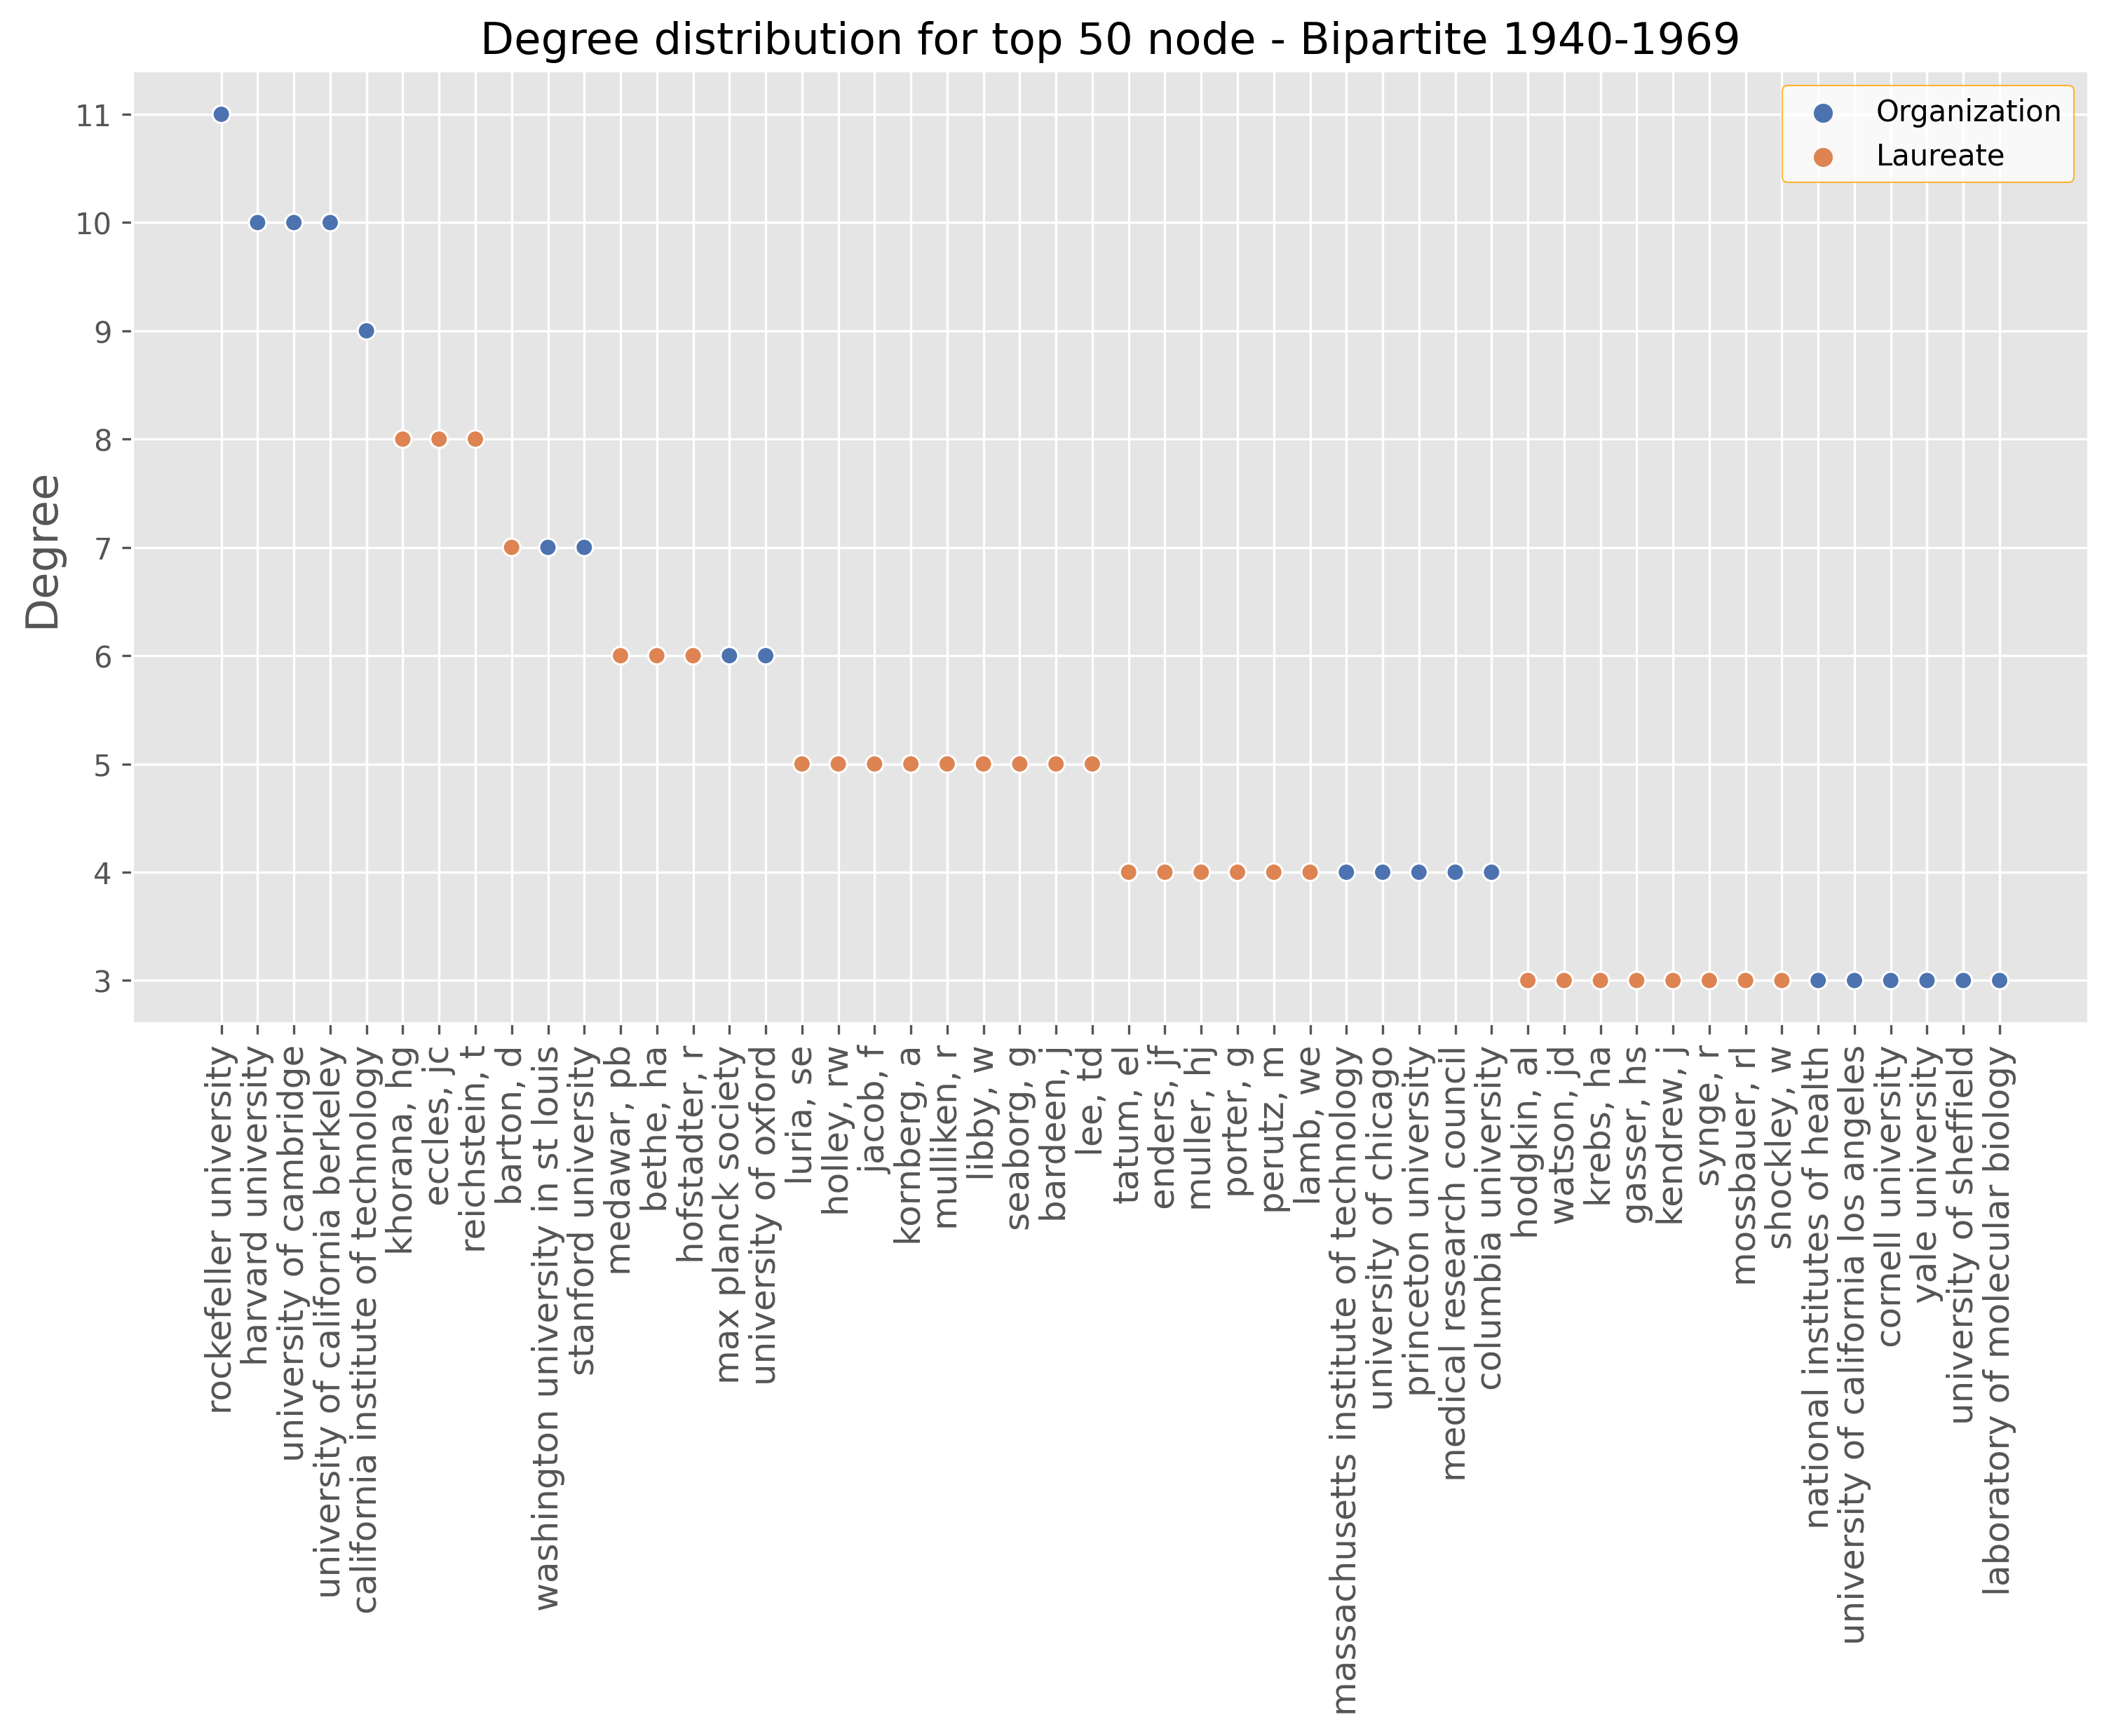 Degree distribution for top 50 node - Bipartite 1940-1969
Organization
Laureate
Degree
11
10
9
8
7
6
5
4
3
rockefeller university
harvard university
university of cambridge
university of california berkeley
california institute of technology
khorana, hg
eccles, jc
reichstein, t
barton, d
washington university in st louis
stanford university
medawar, pb
bethe, ha
hofstadter, r
max planck society
university of oxford
luria, se
holley, rw
jacob, f
kornberg, a
mulliken, r
libby, w
seaborg, g
bardeen, j
lee, td
tatum, el
enders, jf
muller, hj
porter, g
perutz, m
lamb, we
massachusetts institute of technology
university of chicago
princeton university
medical research council
columbia university
hodgkin, al
watson, jd
krebs, ha
gasser, hs
kendrew, j
synge, r
mossbauer, rl
shockley, w
national institutes of health
university of california los angeles
cornell university
yale university
university of sheffield
laboratory of molecular biology